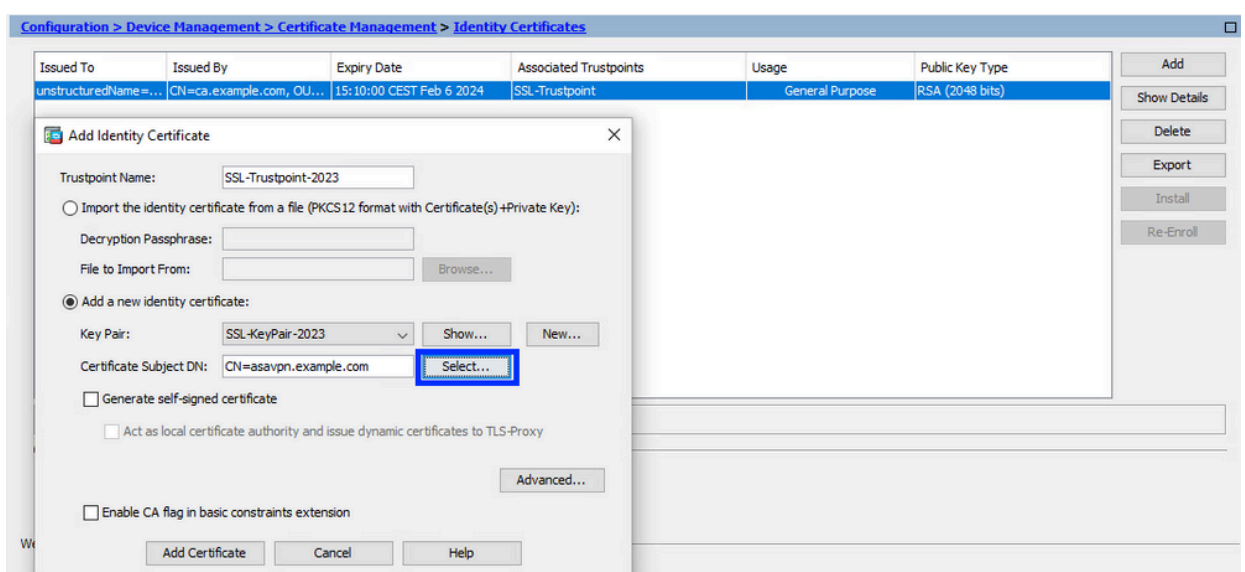 Configuration > Device Management > Certificate Management > Identity Certificates
Issued To Issued By Expiry Date Associated Trustpoints Usage Public Key Type
unstructuredName=... CN=ca.example.com, OU... 15:10:00 CEST Feb 6 2024 SSL-Trustpoint General Purpose RSA (2048 bits)
Add
Show Details
Delete
Export
Install
Re-Enroll
Add Identity Certificate
Trustpoint Name: SSL-Trustpoint-2023
Import the identity certificate from a file (PKCS12 format with Certificate(s)+Private Key):
Decryption Passphrase:
File to Import From: Browse...
Add a new identity certificate:
Key Pair: SSL-KeyPair-2023 Show... New...
Certificate Subject DN: CN=asavpn.example.com Select...
Generate self-signed certificate
Act as local certificate authority and issue dynamic certificates to TLS-Proxy
Advanced...
Enable CA flag in basic constraints extension
Add Certificate Cancel Help